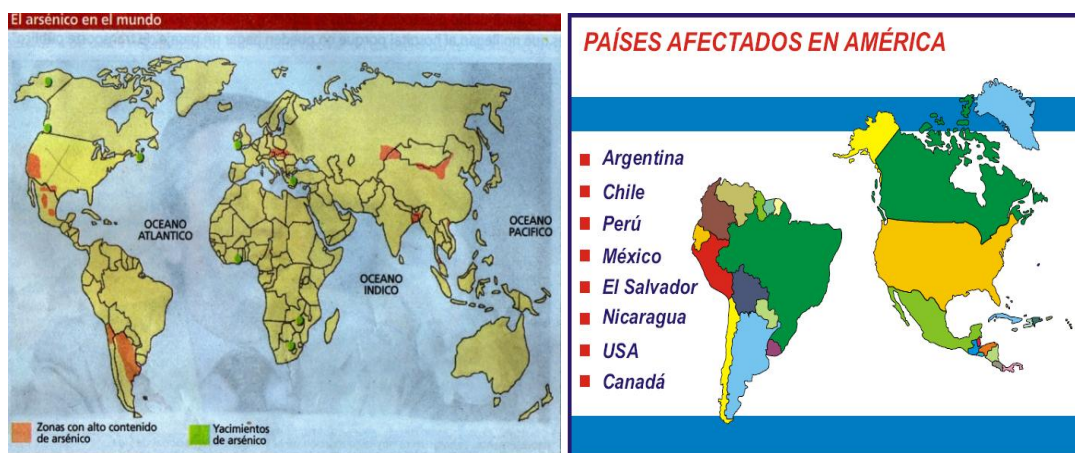 El arsénico en el mundo
OCEANO
ATLANTICO
OCEANO
PACIFICO
OCEANO
INDICO
Zonas con alto contenido
de arsénico
Yacimientos
de arsénico
PAÍSES AFECTADOS EN AMÉRICA
Argentina
Chile
Perú
México
El Salvador
Nicaragua
USA
Canadá